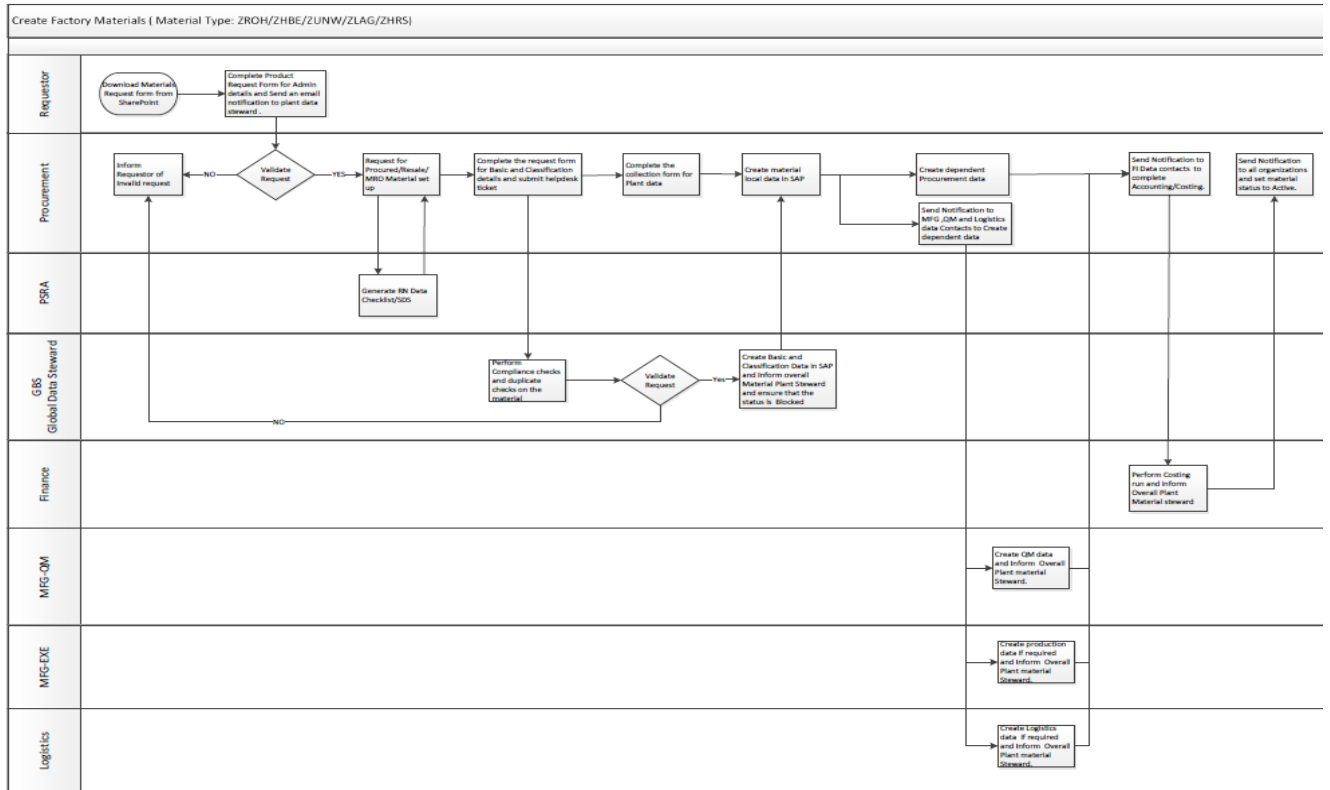 Create Factory Materials ( Material Type: ZROH/ZHBE/ZUNW/ZLAG/ZHRS)
Requestor
Download Materials
Request form from
SharePoint
Complete Product
Request Form for Admin
details and Send an email
notification to plant data
steward .
Procurement
Inform
Requestor of
Invalid request
NO
Validate
Request
YES
Request for
Procured/Resale/
MRO Material set
up
Complete the request form
for Basic and Classification
details and submit helpdesk
ticket
Complete the
collection form for
Plant data
Create material
local data in SAP
Create dependent
Procurement data
Send Notification to
MFG ,QM and Logistics
data Contacts to Create
dependent data
Send Notification to
FI Data contacts to
complete
Accounting/Costing.
Send Notification
to all organizations
and set material
status to Active.
PSRA
Generate RN Data
Checklist/SDS
GBS
Global Data Steward
Perform
Compliance checks
and duplicate
checks on the
material
Validate
Request
Yes
NO
Create Basic and
Classification Data in SAP
and Inform overall
Material Plant Steward
and ensure that the
status is Blocked
Finance
Perform Costing
run and Inform
Overall Plant
Material steward
MFG-QM
Create QM data
and Inform Overall
Plant material
Steward.
MFG-EXE
Create production
data if required
and Inform Overall
Plant material
Steward.
Logistics
Create Logistics
data if required
and Inform Overall
Plant material
Steward.